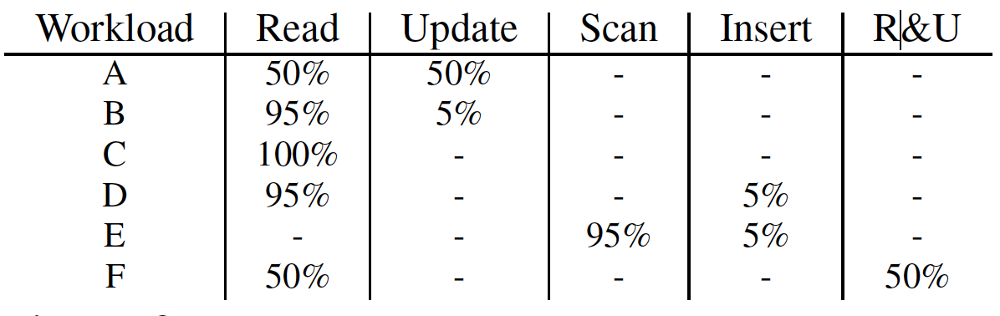 Workload Read Update Scan Insert R&U
A 50% 50% - - -
B 95% 5% - - -
C 100% - - - -
D 95% - - 5% -
E - - 95% 5% -
F 50% - - - 50%